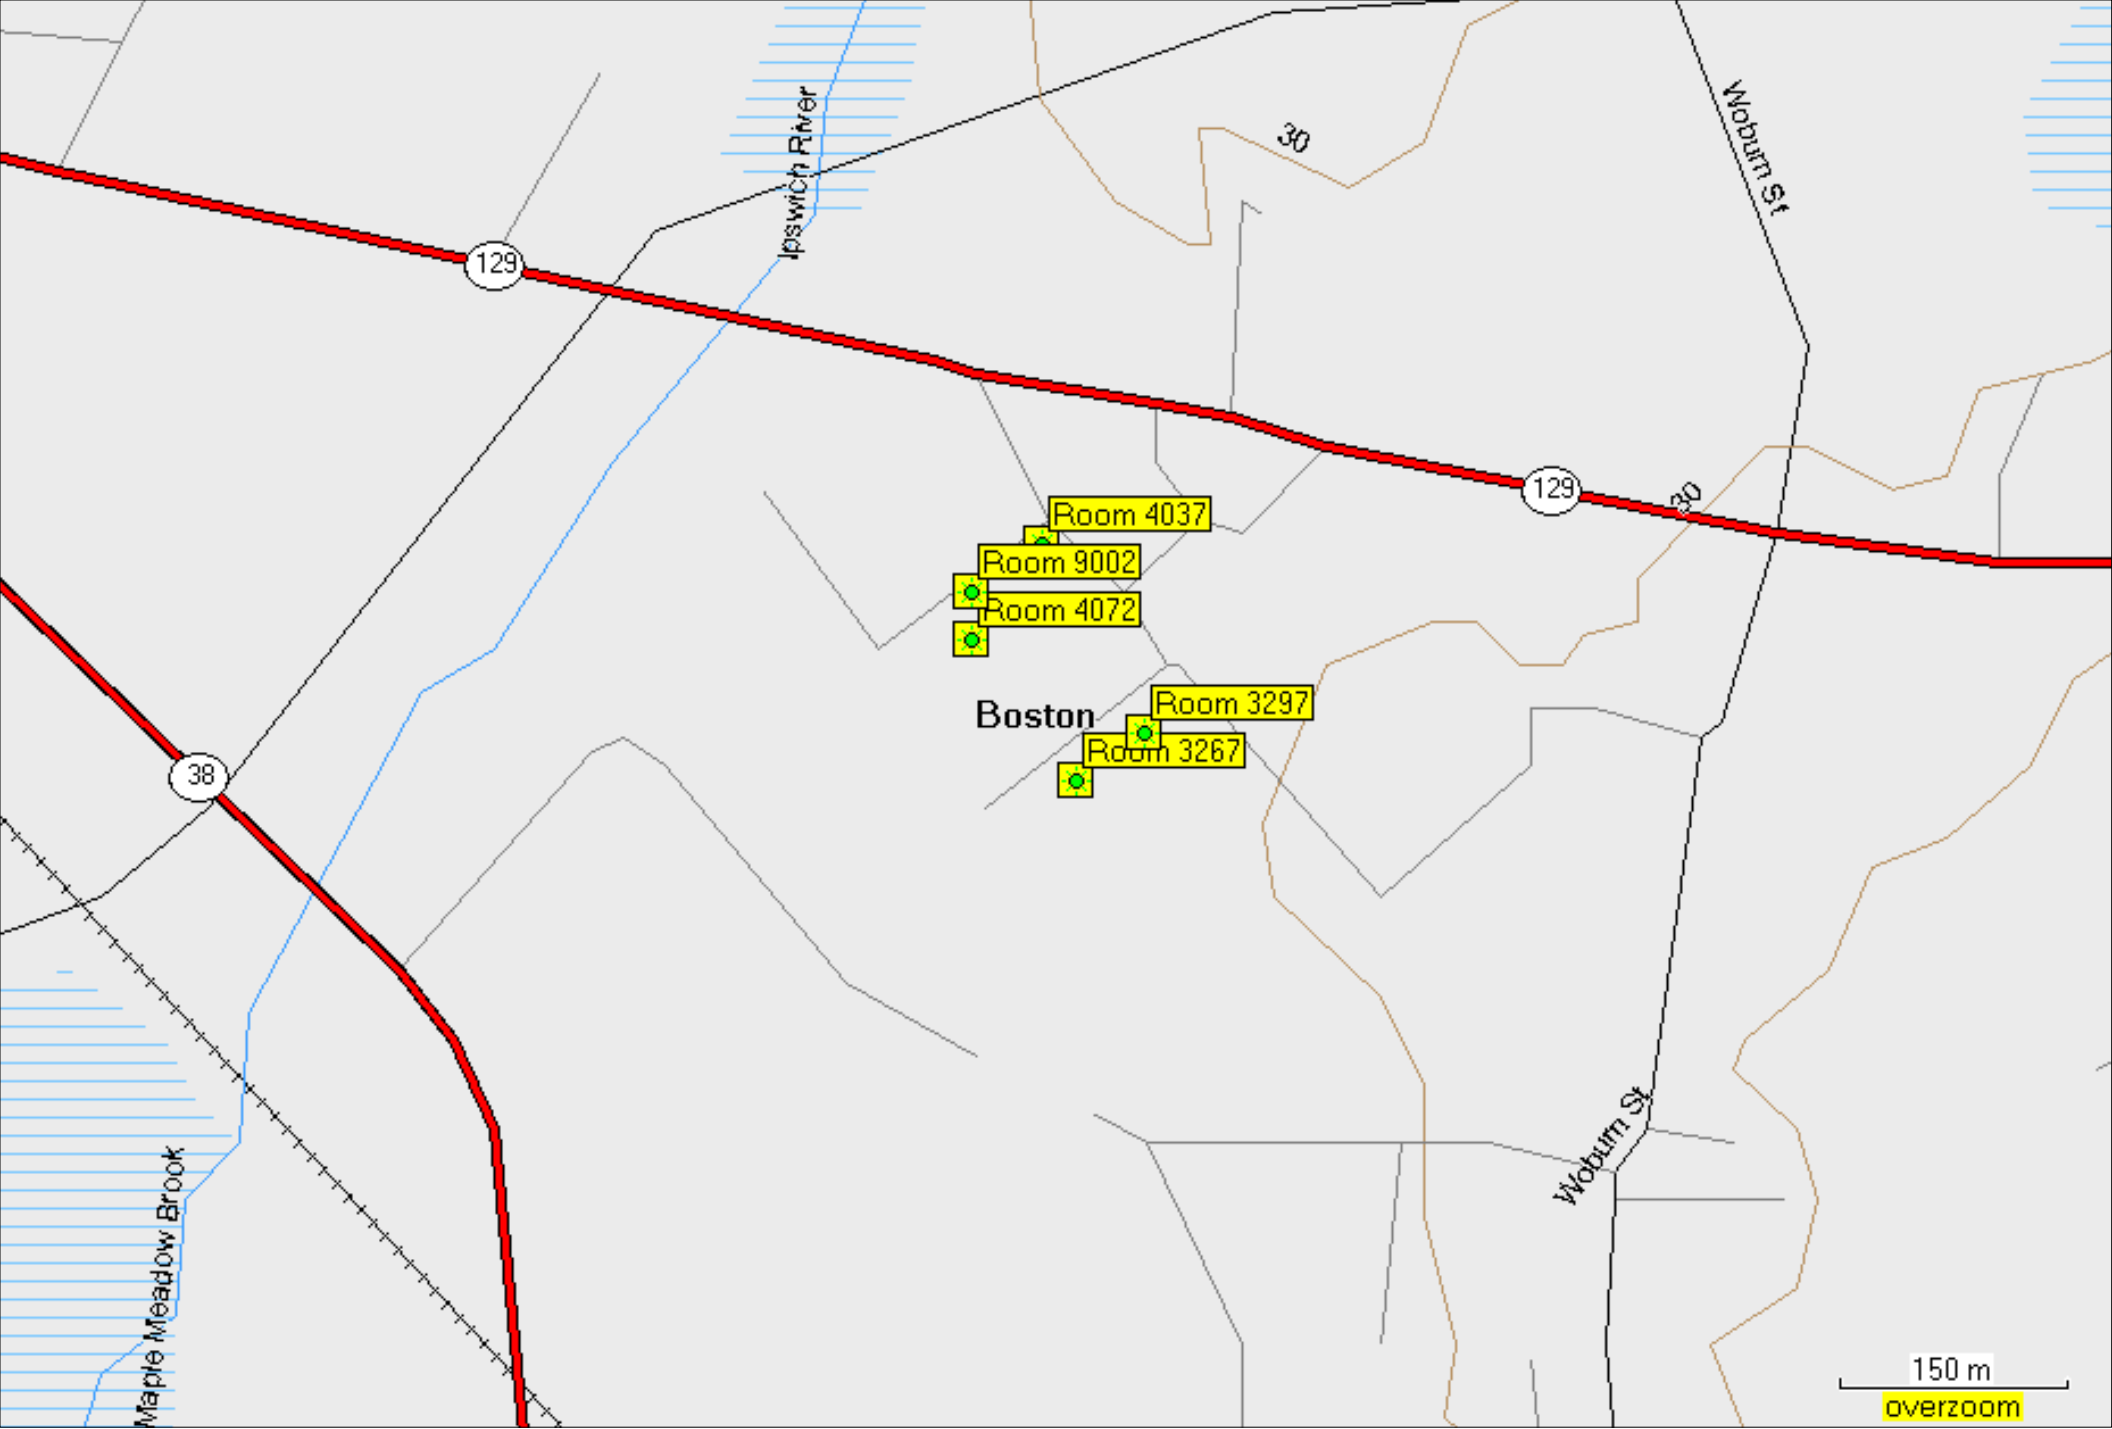 Ipswich River
Woburn St
30
129
129
30
Room 4037
Room 9002
Room 4072
Room 3297
Boston
Room 3267
38
Woburn St
Maple Meadow Brook
150 m
overzoom